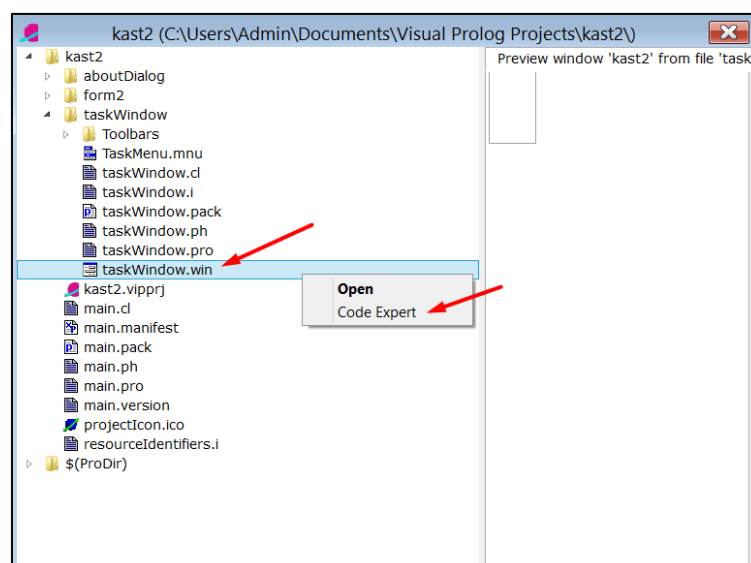 kast2 (C:\Users\Admin\Documents\Visual Prolog Projects\kast2\)
kast2
Preview window 'kast2' from file 'task
aboutDialog
form2
taskWindow
Toolbars
TaskMenu.mnu
taskWindow.cl
taskWindow.i
taskWindow.pack
taskWindow.ph
taskWindow.pro
taskWindow.win
Open
Code Expert
kast2.vipprj
main.cl
main.manifest
main.pack
main.ph
main.pro
main.version
projectIcon.ico
resourceIdentifiers.i
$(ProDir)